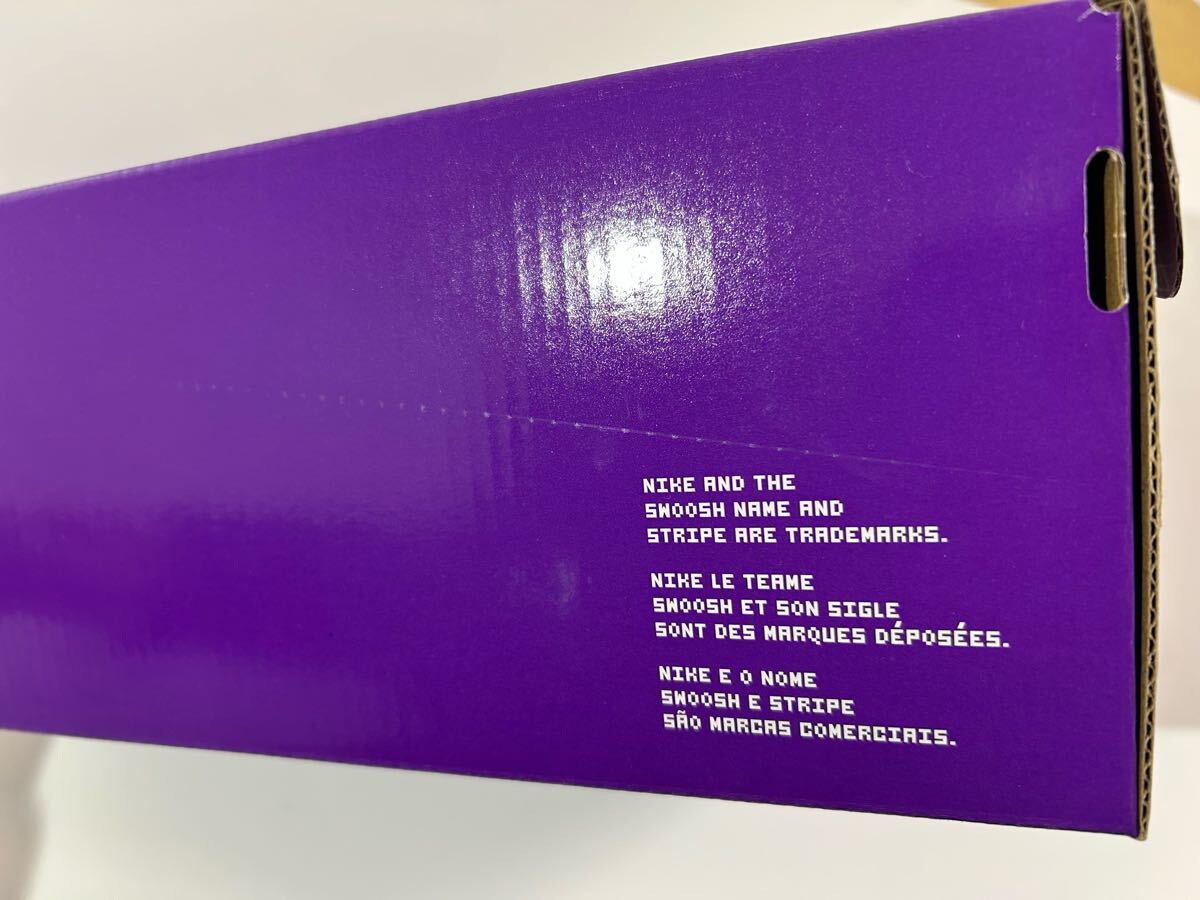 NIKE AND THE
SWOOSH NAME AND
STRIPE ARE TRADEMARKS.
NIKE LE TERME
SWOOSH ET SON SIGLE
SONT DES MARQUES DÉPOSÉES.
NIKE E O NOME
SWOOSH E STRIPE
SÃO MARCAS COMERCIAIS.